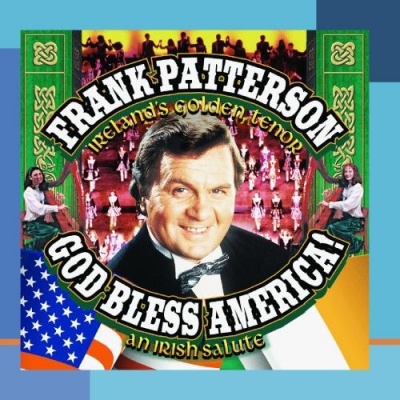 FRANK PATTERSON
IRELAND'S GOLDEN TENOR
GOD BLESS AMERICA!
AN IRISH SALUTE